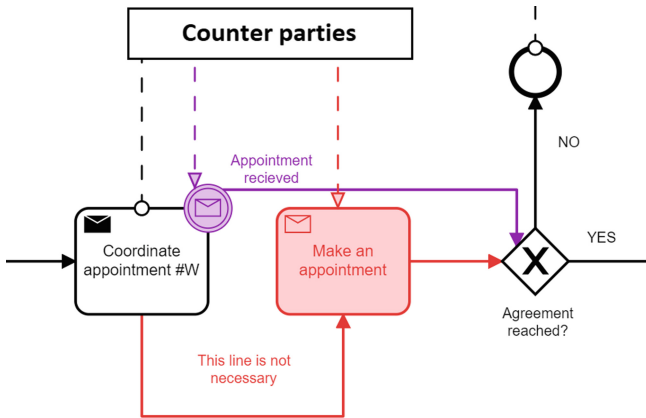 Counter parties
Appointment
recieved
NO
Coordinate
appointment #W
Make an
appointment
X
YES
Agreement
reached?
This line is not
necessary